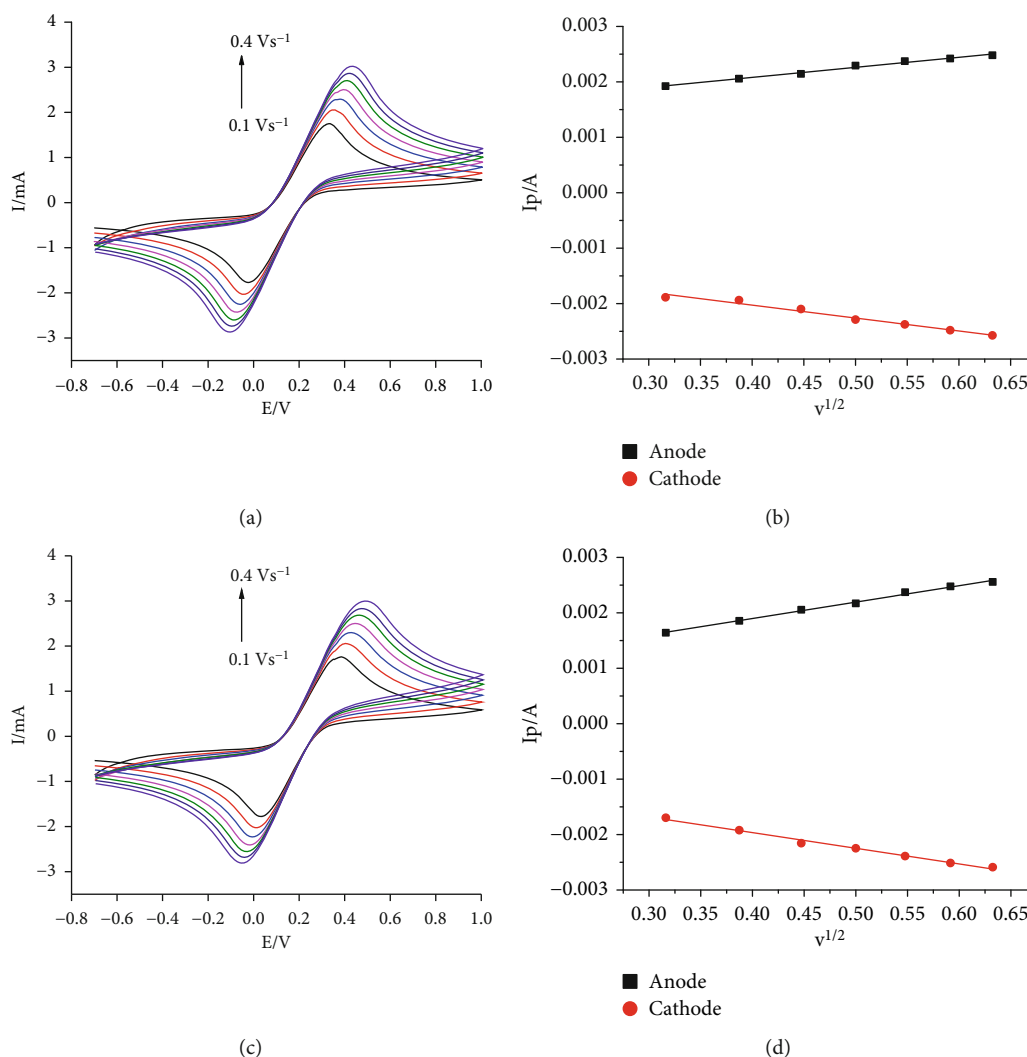 4
3
2
1
0
−1
−2
−3
I/mA
0.4 Vs⁻¹
0.1 Vs⁻¹
−0.8 −0.6 −0.4 −0.2 0.0 0.2 0.4 0.6 0.8 1.0
E/V
(a)
0.003
0.002
0.001
0.000
−0.001
−0.002
−0.003
Ip/A
0.30 0.35 0.40 0.45 0.50 0.55 0.60 0.65
v^{1/2}
Anode
Cathode
(b)
4
3
2
1
0
−1
−2
−3
I/mA
0.4 Vs⁻¹
0.1 Vs⁻¹
−0.8 −0.6 −0.4 −0.2 0.0 0.2 0.4 0.6 0.8 1.0
E/V
(c)
0.003
0.002
0.001
0.000
−0.001
−0.002
−0.003
Ip/A
0.30 0.35 0.40 0.45 0.50 0.55 0.60 0.65
v^{1/2}
Anode
Cathode
(d)